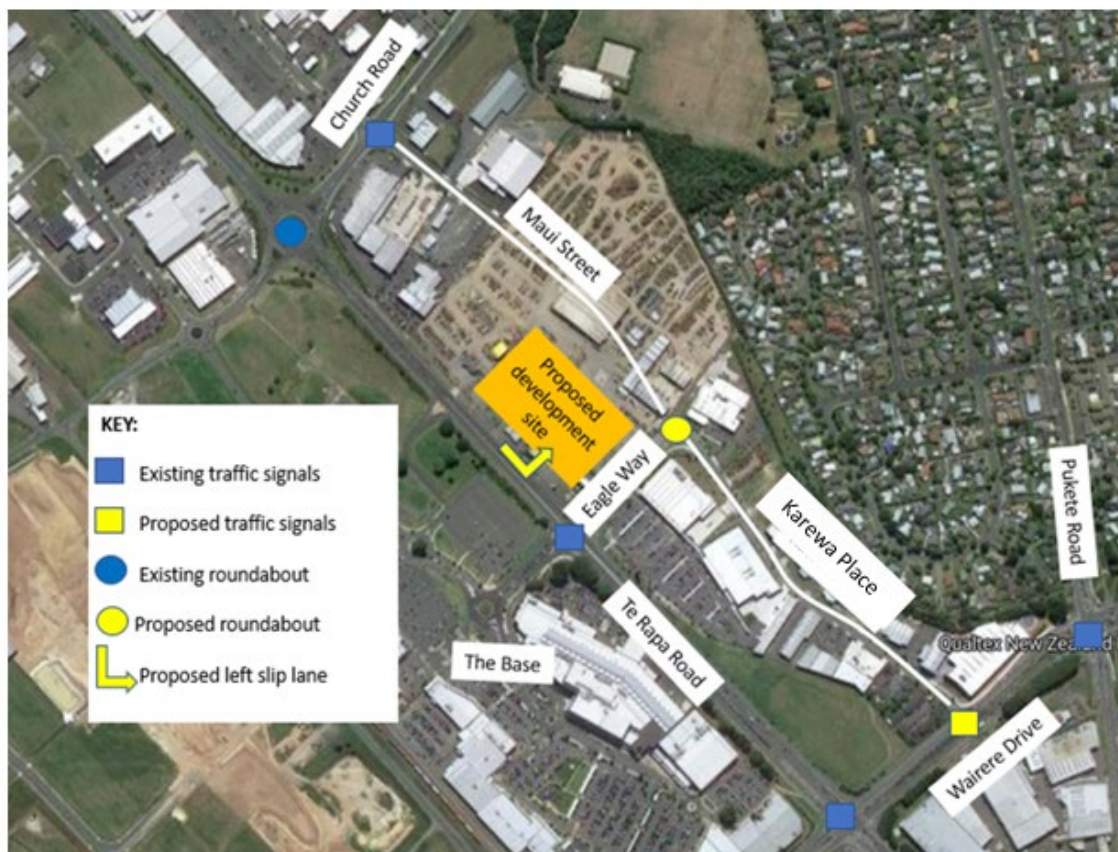 Church Road
Maui Street
Proposed
development
site
Eagle Way
Karewa Place
Pukete Road
KEY:
Existing traffic signals
Proposed traffic signals
Existing roundabout
Proposed roundabout
Proposed left slip lane
The Base
Te Rapa Road
Qualtex New Zealand
Wairere Drive